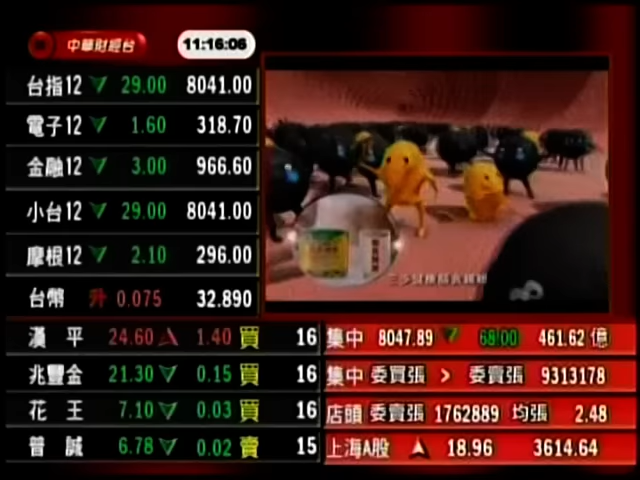 中華財經台
11:16:06
台指12 29.00 8041.00
電子12 1.60 318.70
金融12 3.00 966.60
小台12 29.00 8041.00
摩根12 2.10 296.00
台幣 升 0.075 32.890
漢平 24.60 1.40 買 16
兆豐金 21.30 0.15 買 16
花王 7.10 0.03 買 16
普誠 6.78 0.02 賣 15
集中 8047.89 68.00 461.62 億
集中 委買張 > 委賣張 9313178
店頭 委賣張 1762889 均張 2.48
上海A股 18.96 3614.64